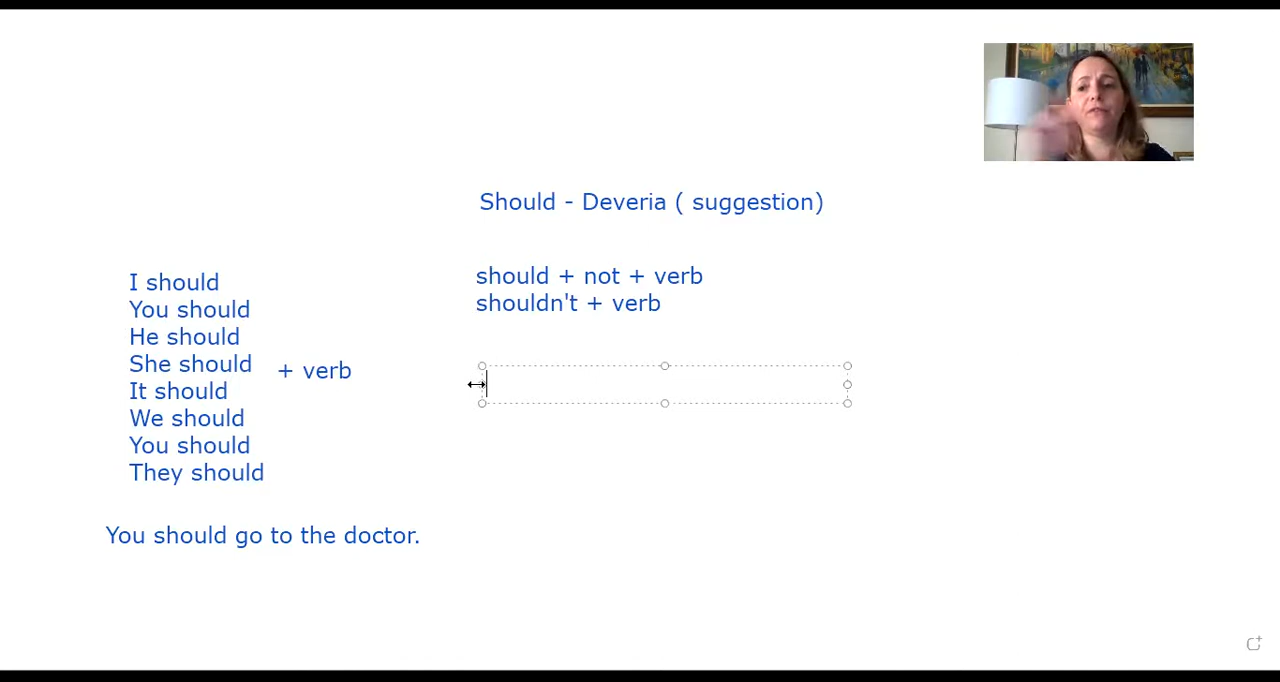 Should - Deveria ( suggestion)
I should
You should
He should
She should
It should
We should
You should
They should
+ verb
should + not + verb
shouldn't + verb
You should go to the doctor.